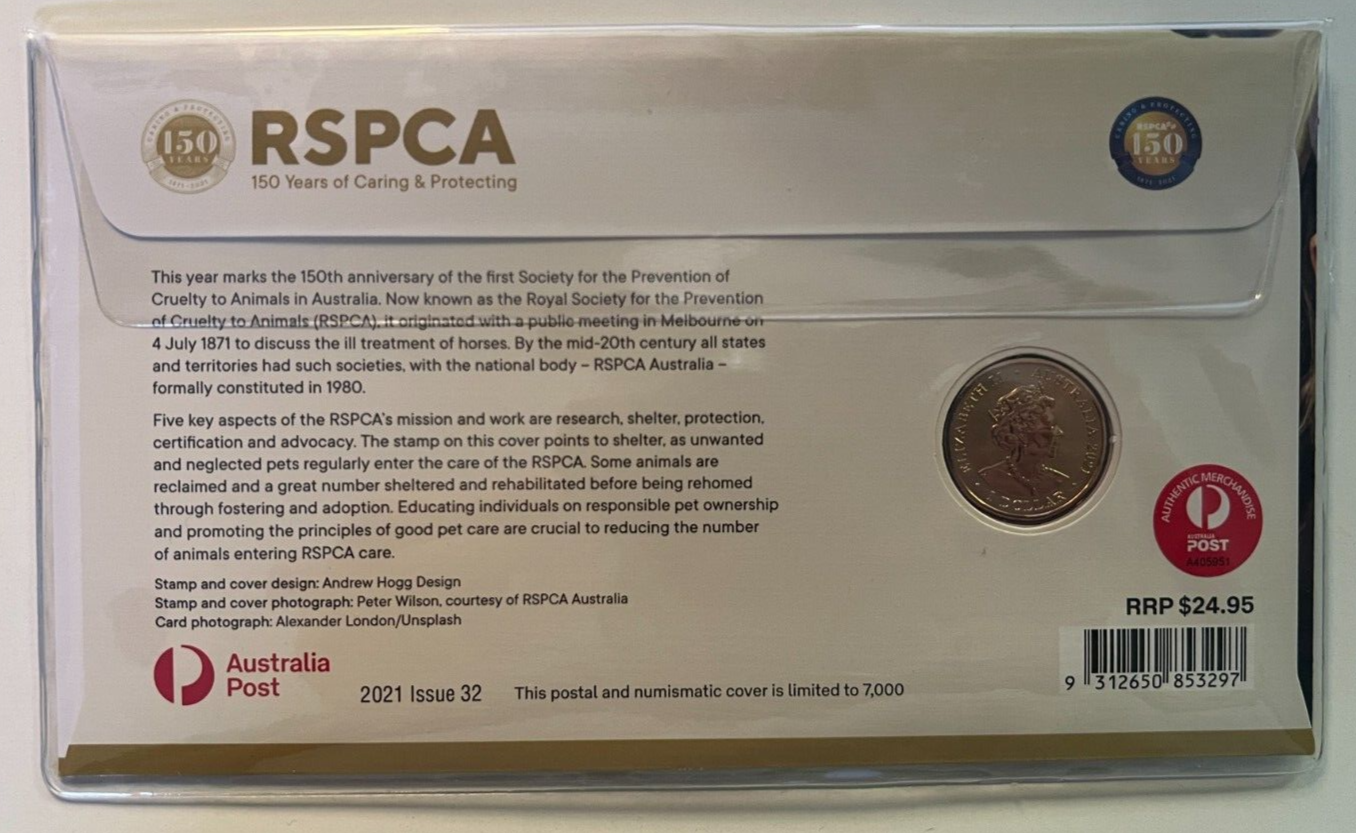 CARING & PROTECTING
150
YEARS
1871-2021
RSPCA
150 Years of Caring & Protecting
CARING & PROTECTING
RSPCA
150
YEARS
1871-2021
This year marks the 150th anniversary of the first Society for the Prevention of
Cruelty to Animals in Australia. Now known as the Royal Society for the Prevention
of Cruelty to Animals (RSPCA), it originated with a public meeting in Melbourne on
4 July 1871 to discuss the ill treatment of horses. By the mid-20th century all states
and territories had such societies, with the national body – RSPCA Australia –
formally constituted in 1980.
Five key aspects of the RSPCA's mission and work are research, shelter, protection,
certification and advocacy. The stamp on this cover points to shelter, as unwanted
and neglected pets regularly enter the care of the RSPCA. Some animals are
reclaimed and a great number sheltered and rehabilitated before being rehomed
through fostering and adoption. Educating individuals on responsible pet ownership
and promoting the principles of good pet care are crucial to reducing the number
of animals entering RSPCA care.
Stamp and cover design: Andrew Hogg Design
Stamp and cover photograph: Peter Wilson, courtesy of RSPCA Australia
Card photograph: Alexander London/Unsplash
Australia
Post
2021 Issue 32
This postal and numismatic cover is limited to 7,000
ELIZABETH II AUSTRALIA 2021
1 DOLLAR
AUTHENTIC MERCHANDISE
AUSTRALIA
POST
A405951
RRP $24.95
9 312650 853297